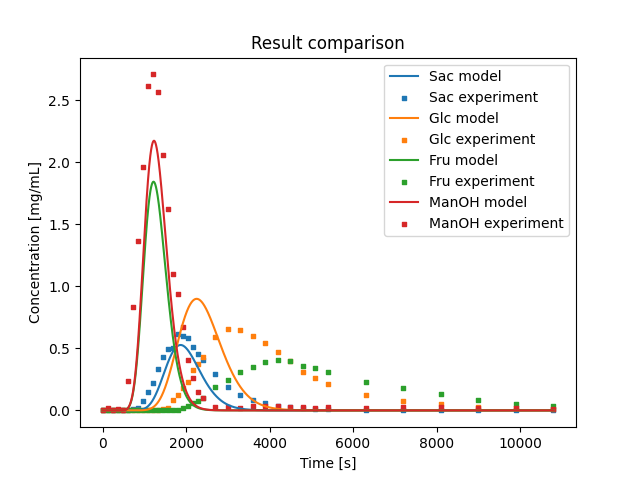 Result comparison
Concentration [mg/mL]
2.5
2.0
1.5
1.0
0.5
0.0
Sac model
Sac experiment
Glc model
Glc experiment
Fru model
Fru experiment
ManOH model
ManOH experiment
0
2000
4000
6000
8000
10000
Time [s]